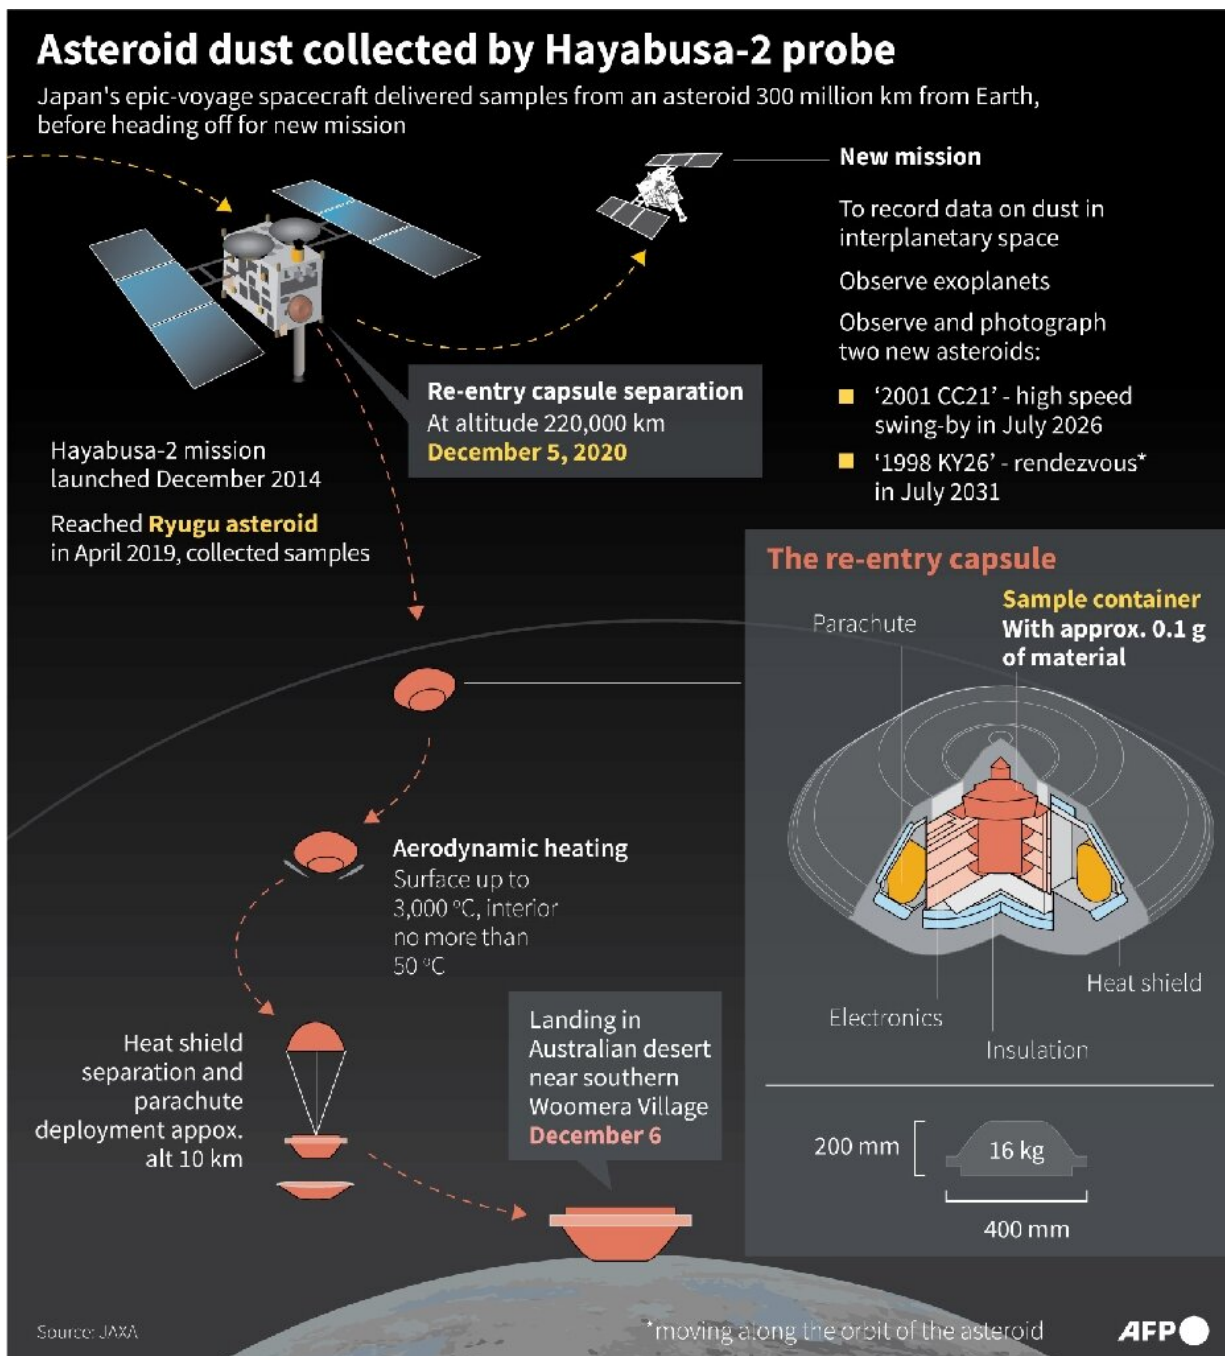 Asteroid dust collected by Hayabusa-2 probe
Japan's epic-voyage spacecraft delivered samples from an asteroid 300 million km from Earth,
before heading off for new mission
New mission
To record data on dust in
interplanetary space
Observe exoplanets
Observe and photograph
two new asteroids:
‘2001 CC21’ - high speed
swing-by in July 2026
‘1998 KY26’ - rendezvous*
in July 2031
Re-entry capsule separation
At altitude 220,000 km
December 5, 2020
Hayabusa-2 mission
launched December 2014
Reached Ryugu asteroid
in April 2019, collected samples
The re-entry capsule
Sample container
With approx. 0.1 g
of material
Parachute
Aerodynamic heating
Surface up to
3,000 °C, interior
no more than
50 °C
Heat shield
Electronics
Insulation
Heat shield
separation and
parachute
deployment appox.
alt 10 km
Landing in
Australian desert
near southern
Woomera Village
December 6
200 mm
16 kg
400 mm
Source: JAXA
*moving along the orbit of the asteroid
AFP